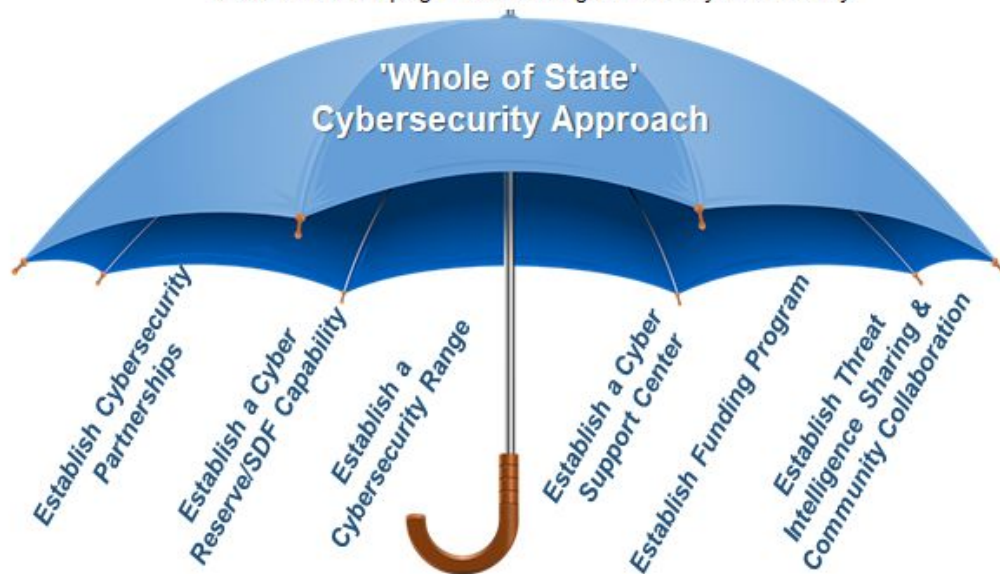 'Whole of State'
Cybersecurity Approach
Establish Cybersecurity
Partnerships
Establish a Cyber
Reserve/SDF Capability
Establish a
Cybersecurity Range
Establish a Cyber
Support Center
Establish Funding Program
Establish Threat
Intelligence Sharing &
Community Collaboration